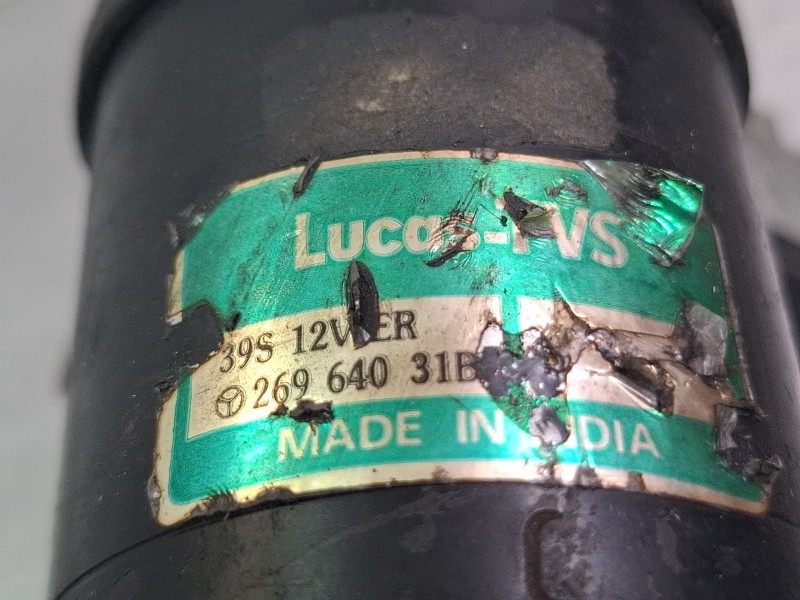 Lucas-TVS
39S 12V ER
269 640 31B
MADE IN INDIA